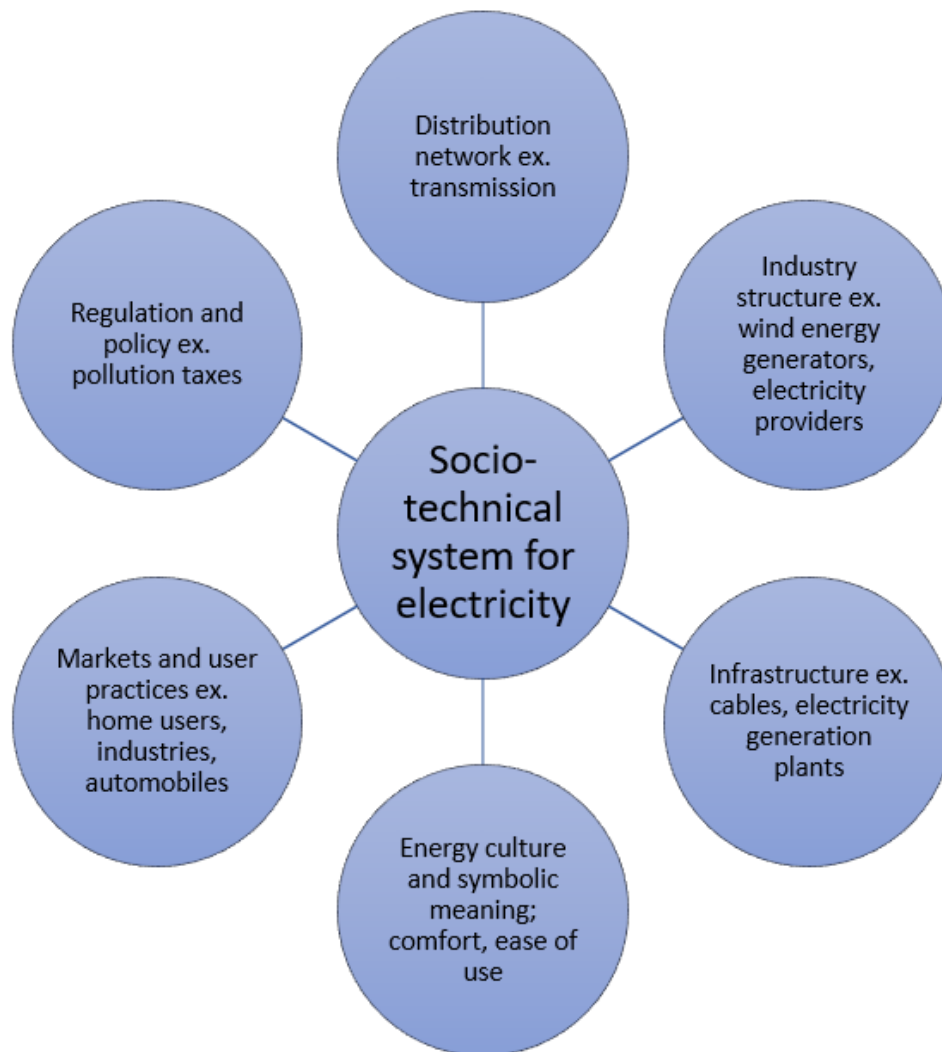 Distribution
network ex.
transmission
Industry
structure ex.
wind energy
generators,
electricity
providers
Regulation and
policy ex.
pollution taxes
Socio-
technical
system for
electricity
Markets and user
practices ex.
home users,
industries,
automobiles
Infrastructure ex.
cables, electricity
generation
plants
Energy culture
and symbolic
meaning;
comfort, ease of
use